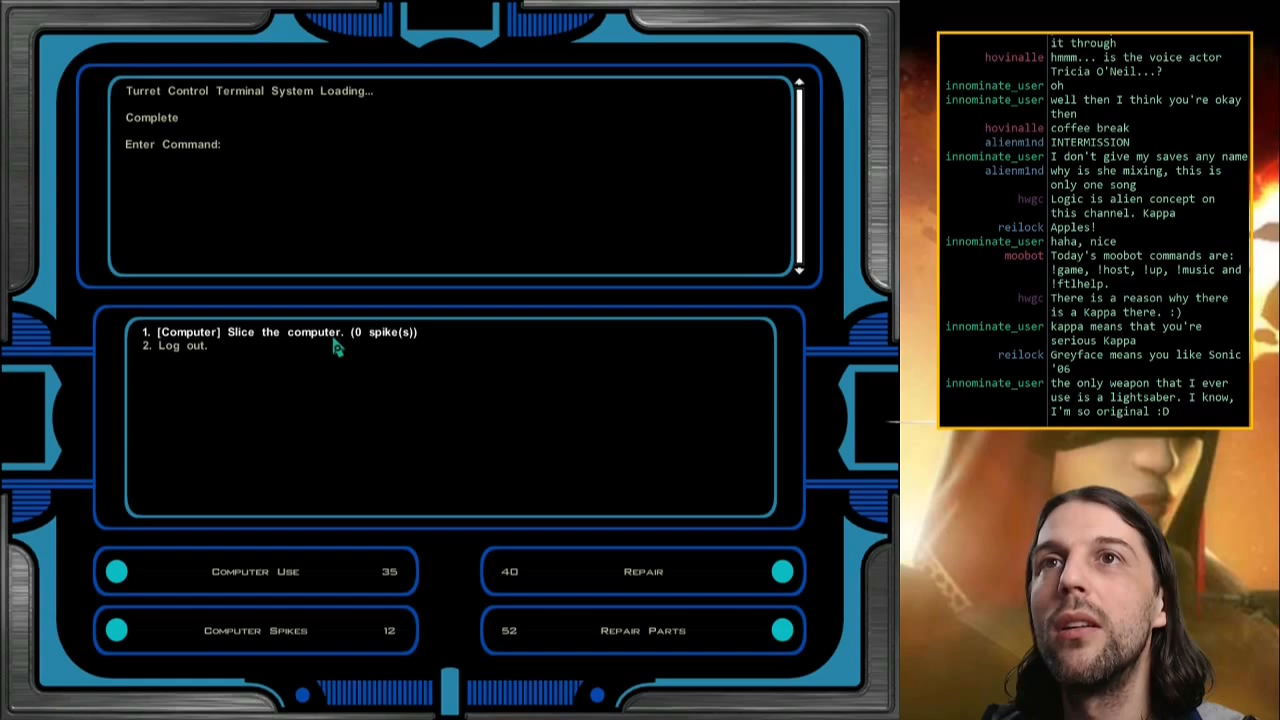 Turret Control Terminal System Loading...
Complete
Enter Command:
1. [Computer] Slice the computer. (0 spike(s))
2. Log out.
COMPUTER USE 35
40 REPAIR
COMPUTER SPIKES 12
52 REPAIR PARTS
it through
hovinalle hmmm... is the voice actor
Tricia O'Neil...?
innominate_user oh
innominate_user well then I think you're okay
then
hovinalle coffee break
alienm1nd INTERMISSION
innominate_user I don't give my saves any name
alienm1nd why is she mixing, this is
only one song
hwgc Logic is alien concept on
this channel. Kappa
reilock Apples!
innominate_user haha, nice
moobot Today's moobot commands are:
!game, !host, !up, !music and
!ftlhelp.
hwgc There is a reason why there
is a Kappa there. :)
innominate_user kappa means that you're
serious Kappa
reilock Greyface means you like Sonic
'06
innominate_user the only weapon that I ever
use is a lightsaber. I know,
I'm so original :D